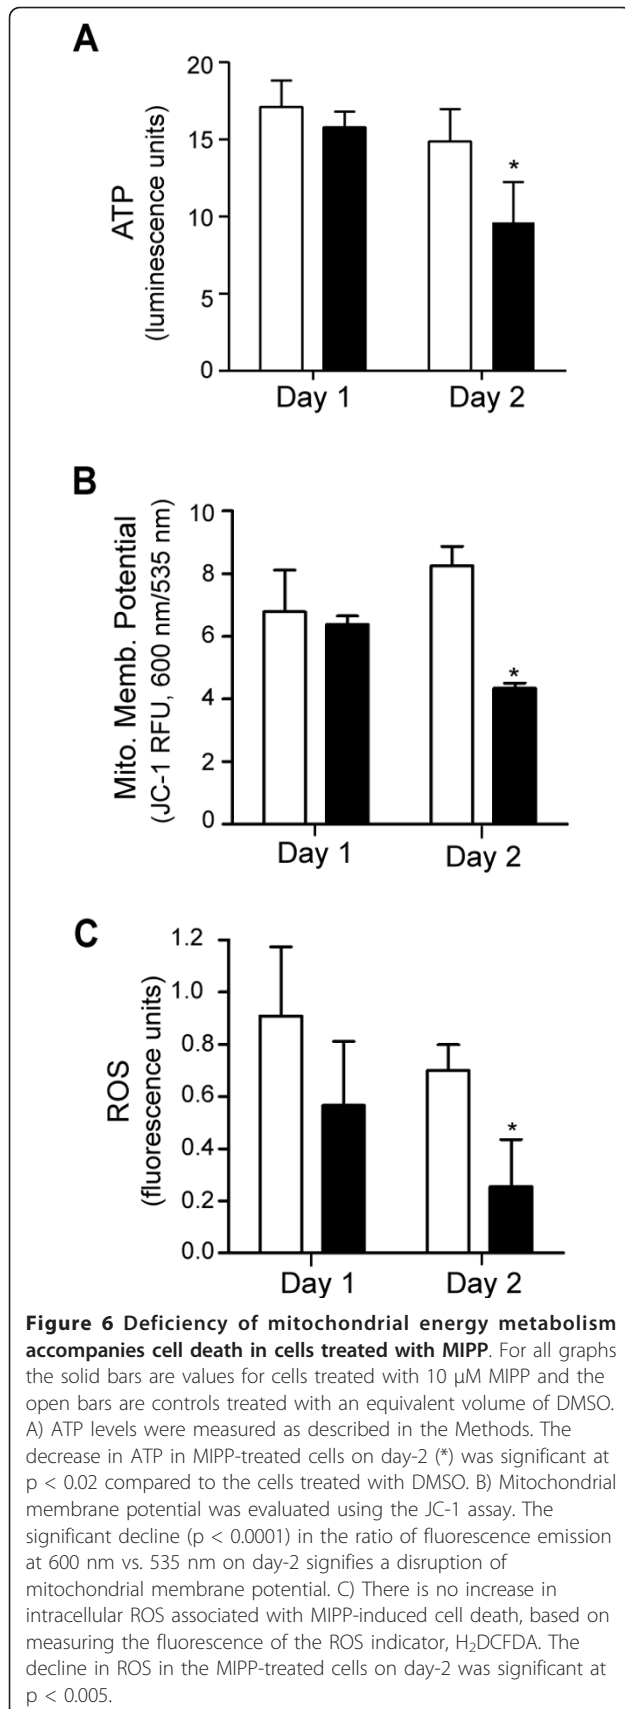 A
20
15
10
5
0
ATP
(luminescence units)
*
Day 1
Day 2
B
10
8
6
4
2
0
Mito. Memb. Potential
(JC-1 RFU, 600 nm/535 nm)
*
Day 1
Day 2
C
1.2
1.0
0.8
0.6
0.4
0.2
0.0
ROS
(fluorescence units)
*
Day 1
Day 2
Figure 6 Deficiency of mitochondrial energy metabolism
accompanies cell death in cells treated with MIPP. For all graphs
the solid bars are values for cells treated with 10 μM MIPP and the
open bars are controls treated with an equivalent volume of DMSO.
A) ATP levels were measured as described in the Methods. The
decrease in ATP in MIPP-treated cells on day-2 (*) was significant at
p < 0.02 compared to the cells treated with DMSO. B) Mitochondrial
membrane potential was evaluated using the JC-1 assay. The
significant decline (p < 0.0001) in the ratio of fluorescence emission
at 600 nm vs. 535 nm on day-2 signifies a disruption of
mitochondrial membrane potential. C) There is no increase in
intracellular ROS associated with MIPP-induced cell death, based on
measuring the fluorescence of the ROS indicator, H₂DCFDA. The
decline in ROS in the MIPP-treated cells on day-2 was significant at
p < 0.005.